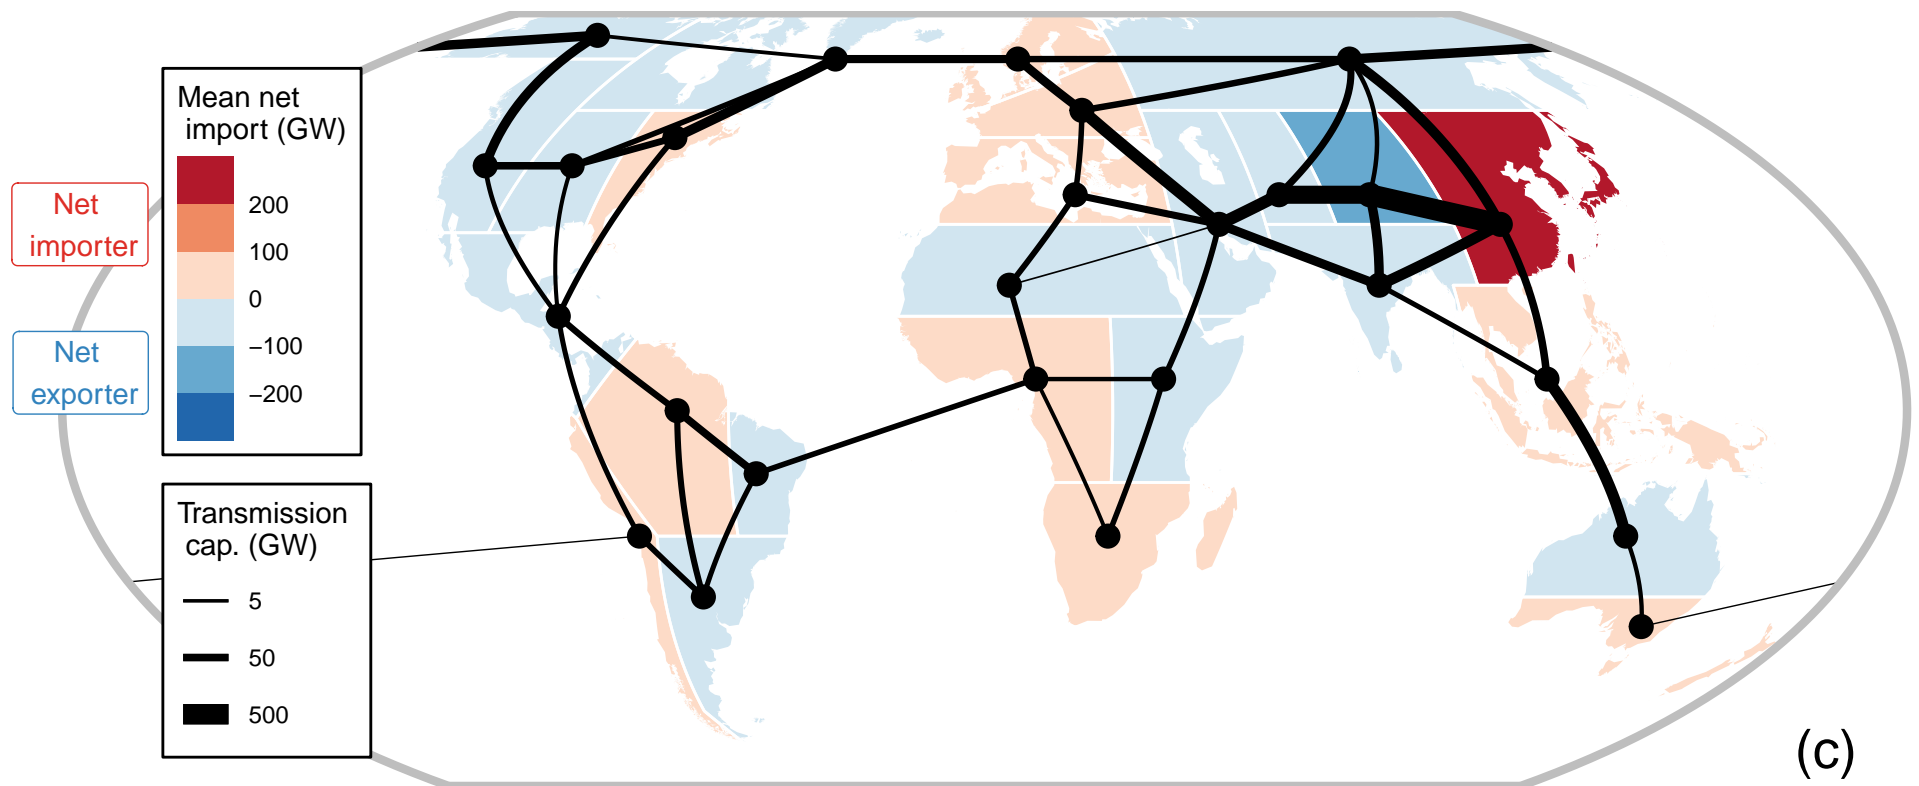 Mean net
import (GW)
200
100
0
−100
−200
Net
importer
Net
exporter
Transmission
cap. (GW)
5
50
500
(c)